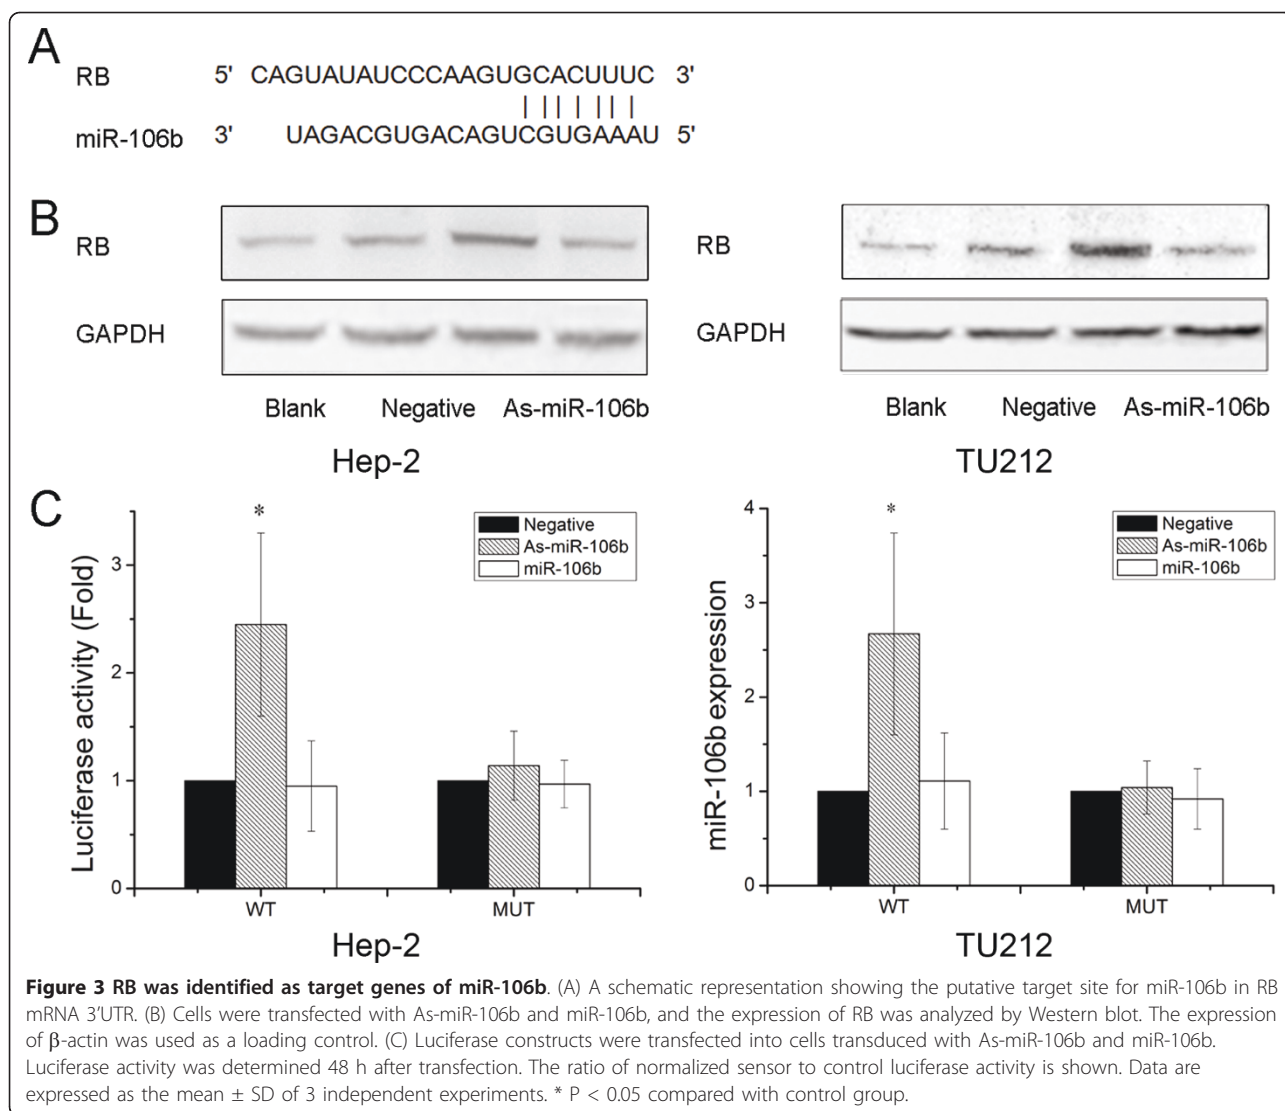 A
RB 5' CAGUAUAUCCCAAGUGCACUUUC 3'
miR-106b 3' UAGACGUGACAGUCGUGAAAU 5'
B
RB
GAPDH
Blank Negative As-miR-106b
Hep-2
RB
GAPDH
Blank Negative As-miR-106b
TU212
C
Luciferase activity (Fold)
3
2
1
0
*
Negative
As-miR-106b
miR-106b
WT MUT
Hep-2
miR-106b expression
4
3
2
1
0
*
Negative
As-miR-106b
miR-106b
WT MUT
TU212
Figure 3 RB was identified as target genes of miR-106b. (A) A schematic representation showing the putative target site for miR-106b in RB
mRNA 3'UTR. (B) Cells were transfected with As-miR-106b and miR-106b, and the expression of RB was analyzed by Western blot. The expression
of β-actin was used as a loading control. (C) Luciferase constructs were transfected into cells transduced with As-miR-106b and miR-106b.
Luciferase activity was determined 48 h after transfection. The ratio of normalized sensor to control luciferase activity is shown. Data are
expressed as the mean ± SD of 3 independent experiments. * P < 0.05 compared with control group.